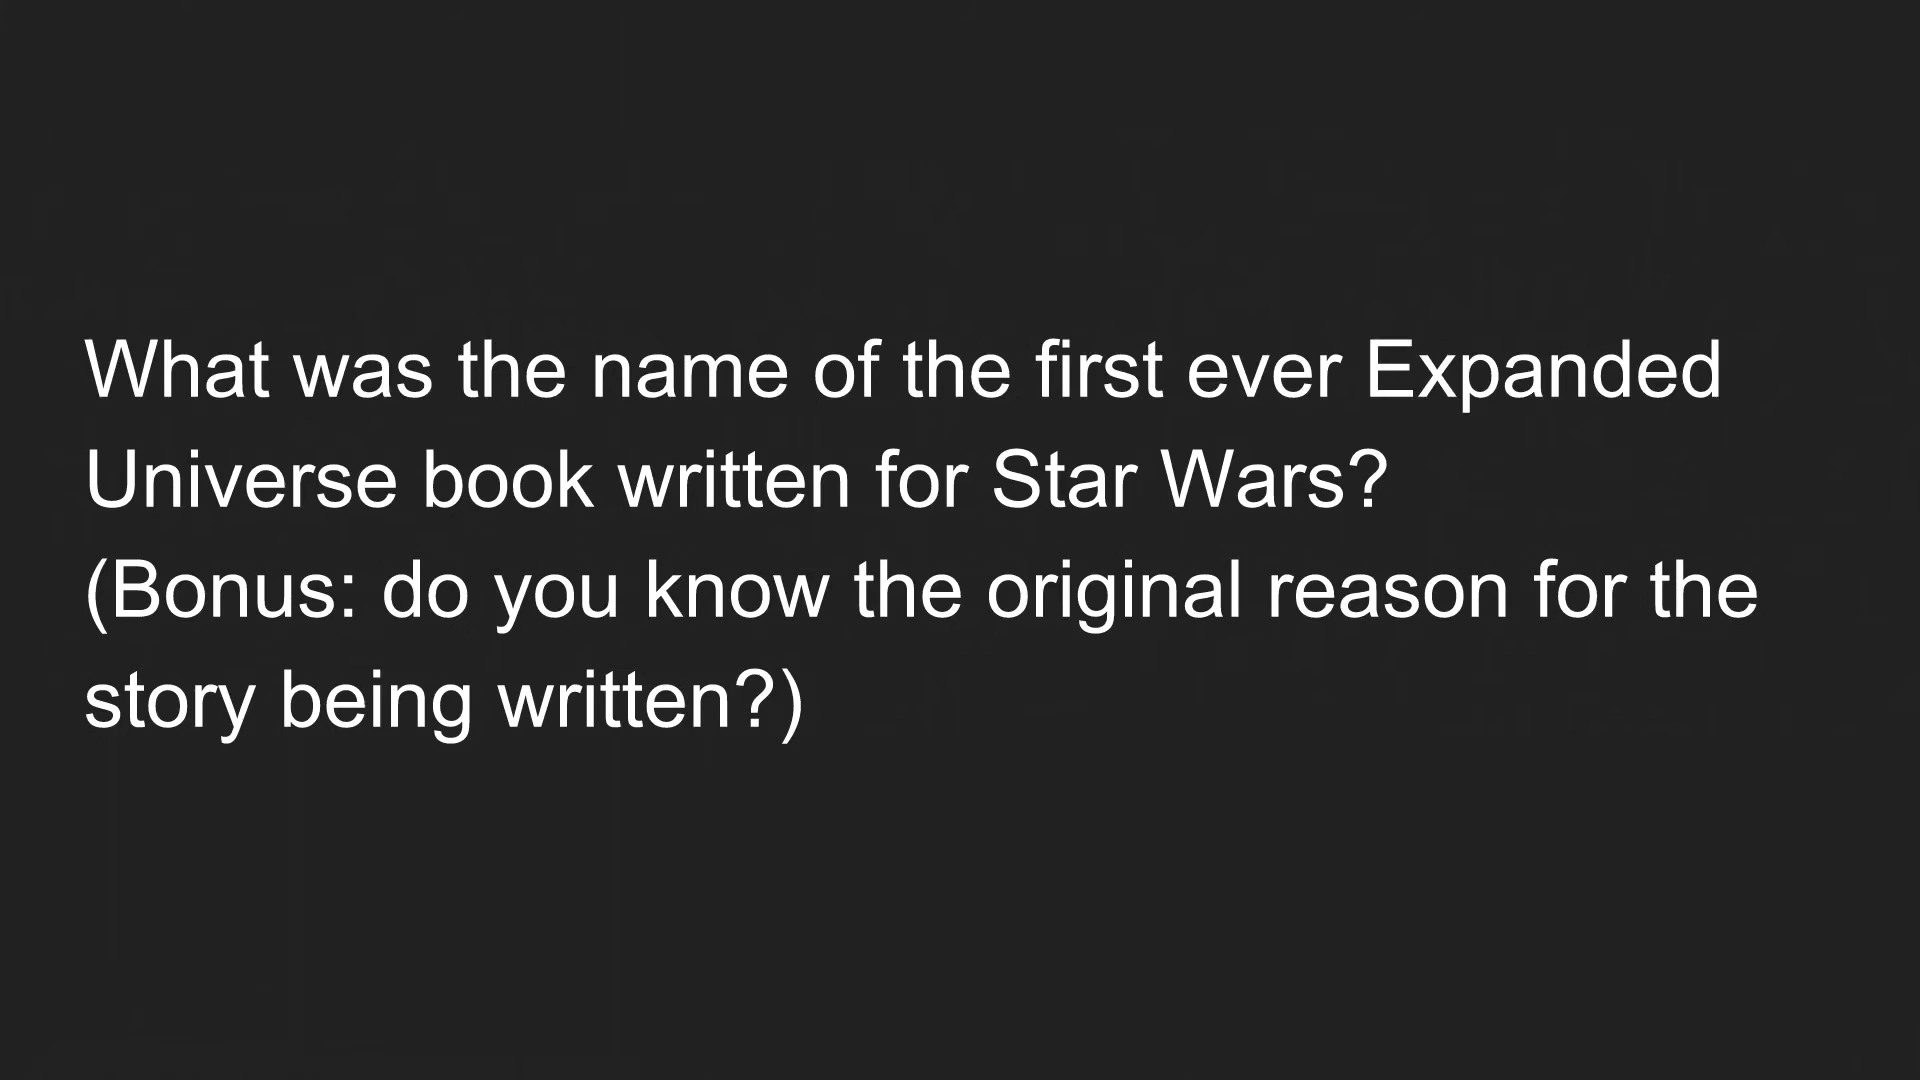 What was the name of the first ever Expanded
Universe book written for Star Wars?
(Bonus: do you know the original reason for the
story being written?)